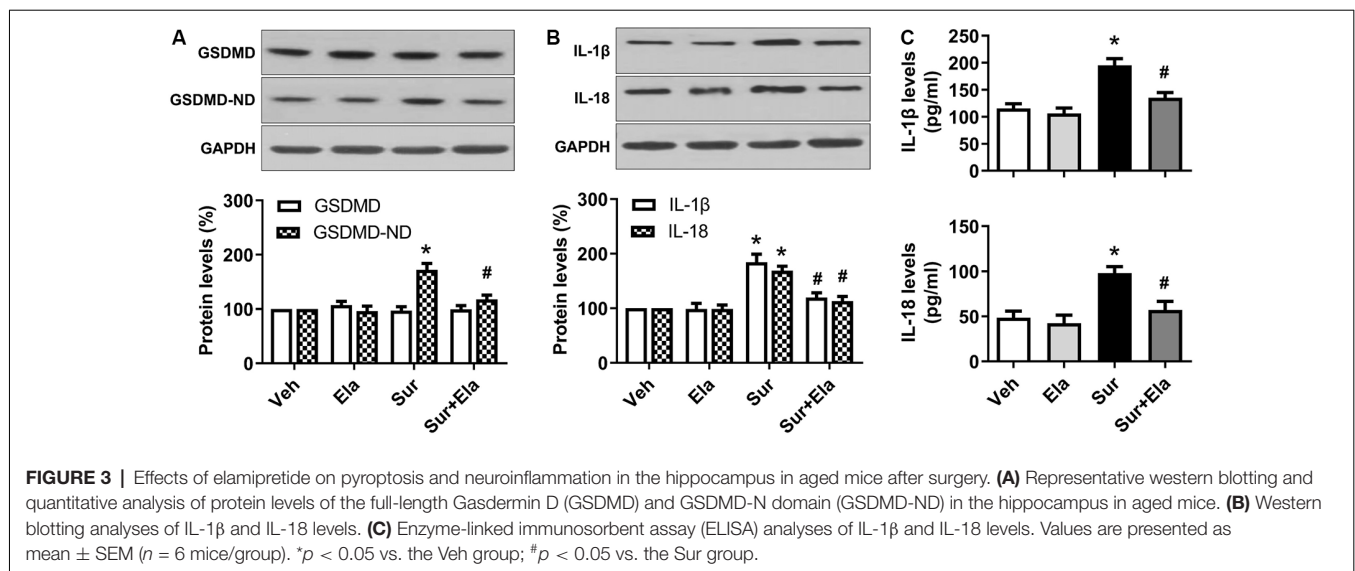 A
GSDMD
GSDMD-ND
GAPDH
Protein levels (%)
300
200
100
0
GSDMD
GSDMD-ND
*
#
Veh
Ela
Sur
Sur+Ela
B
IL-1β
IL-18
GAPDH
Protein levels (%)
300
200
100
0
IL-1β
IL-18
* *
# #
Veh
Ela
Sur
Sur+Ela
C
IL-1β levels
(pg/ml)
250
200
150
100
50
0
*
#
IL-18 levels
(pg/ml)
150
100
50
0
*
#
Veh
Ela
Sur
Sur+Ela
FIGURE 3 | Effects of elamipretide on pyroptosis and neuroinflammation in the hippocampus in aged mice after surgery. (A) Representative western blotting and
quantitative analysis of protein levels of the full-length Gasdermin D (GSDMD) and GSDMD-N domain (GSDMD-ND) in the hippocampus in aged mice. (B) Western
blotting analyses of IL-1β and IL-18 levels. (C) Enzyme-linked immunosorbent assay (ELISA) analyses of IL-1β and IL-18 levels. Values are presented as
mean ± SEM (n = 6 mice/group). *p < 0.05 vs. the Veh group; #p < 0.05 vs. the Sur group.